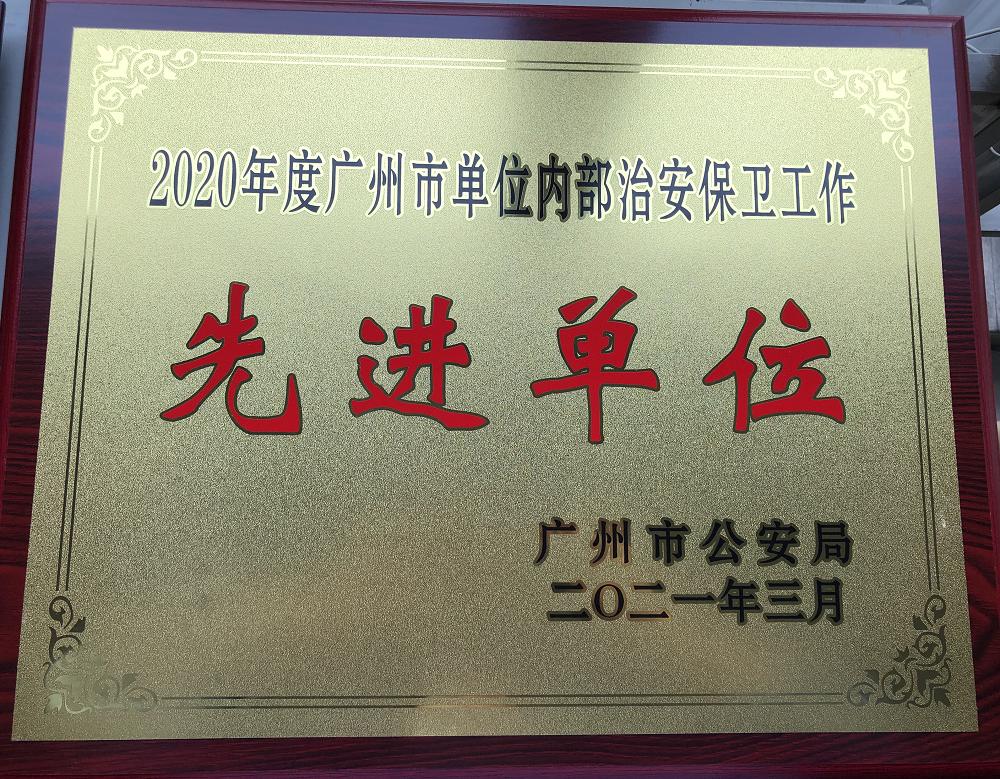 2020年度广州市单位内部治安保卫工作
先进单位
广州市公安局
二〇二一年三月